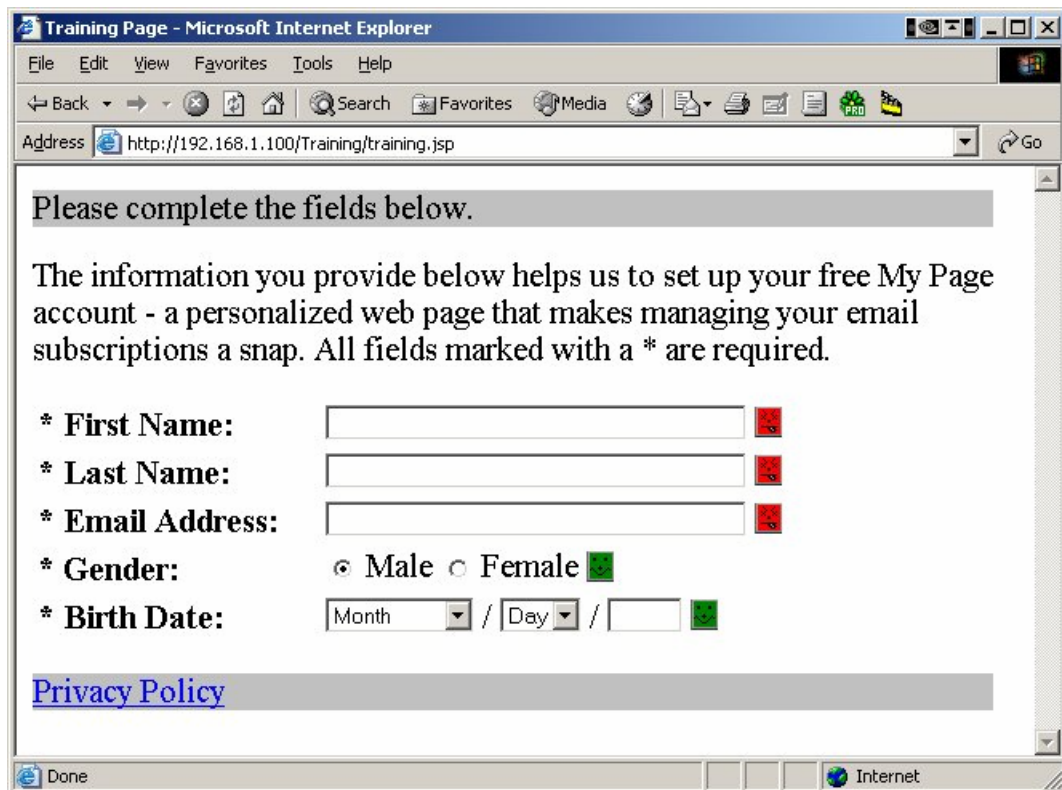 Training Page - Microsoft Internet Explorer
File Edit View Favorites Tools Help
Back Search Favorites Media PRO
Address http://192.168.1.100/Training/training.jsp Go
Please complete the fields below.
The information you provide below helps us to set up your free My Page
account - a personalized web page that makes managing your email
subscriptions a snap. All fields marked with a * are required.
* First Name:
* Last Name:
* Email Address:
* Gender: Male Female
* Birth Date: Month / Day /
Privacy Policy
Done Internet